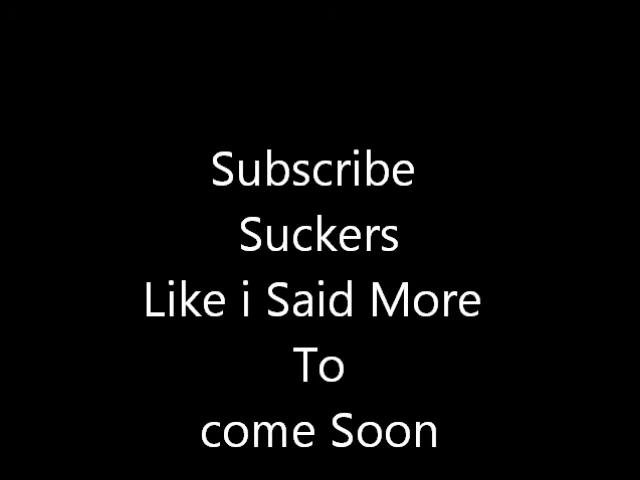 Subscribe
Suckers
Like i Said More
To
come Soon